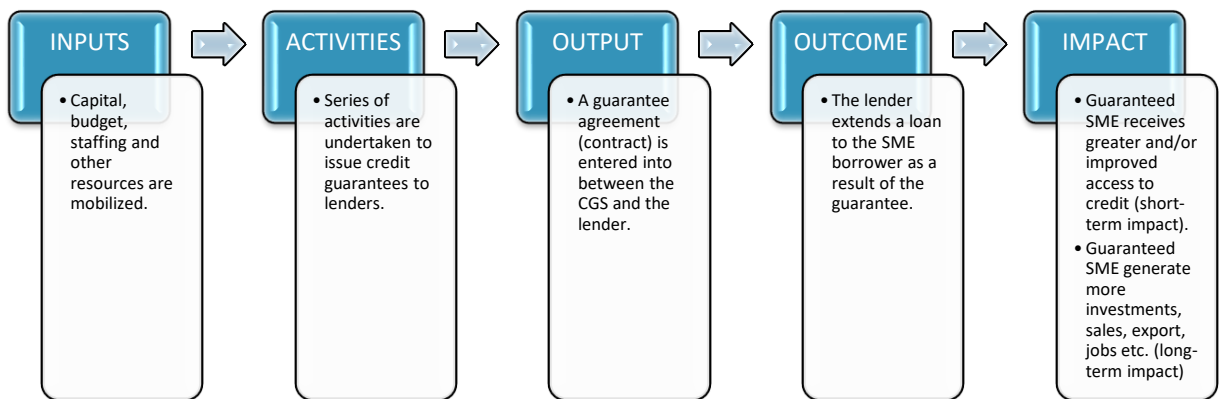 INPUTS
• Capital,
budget,
staffing and
other
resources are
mobilized.
ACTIVITIES
• Series of
activities are
undertaken to
issue credit
guarantees to
lenders.
OUTPUT
• A guarantee
agreement
(contract) is
entered into
between the
CGS and the
lender.
OUTCOME
• The lender
extends a loan
to the SME
borrower as a
result of the
guarantee.
IMPACT
• Guaranteed
SME receives
greater and/or
improved
access to
credit (short-
term impact).
• Guaranteed
SME generate
more
investments,
sales, export,
jobs etc. (long-
term impact)